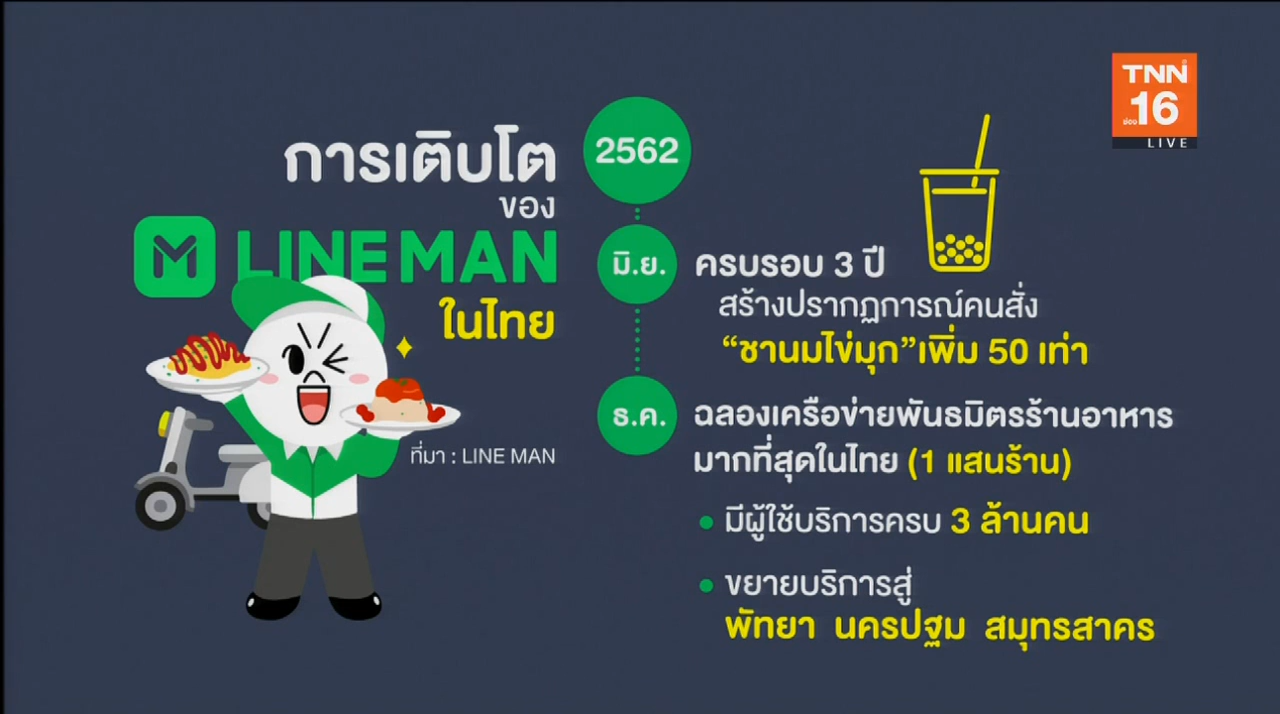 การเติบโต
ของ
LINE MAN
ในไทย
ที่มา : LINE MAN
2562
มิ.ย.
ครบรอบ 3 ปี
สร้างปรากฏการณ์คนสั่ง
“ชานมไข่มุก”เพิ่ม 50 เท่า
ธ.ค.
ฉลองเครือข่ายพันธมิตรร้านอาหาร
มากที่สุดในไทย (1 แสนร้าน)
• มีผู้ใช้บริการครบ 3 ล้านคน
• ขยายบริการสู่
พัทยา นครปฐม สมุทรสาคร
TNN
ช่อง 16
LIVE